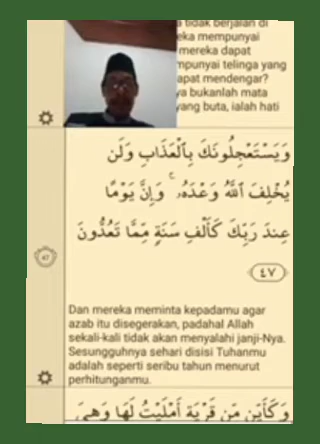 a tidak berjalan di
eka mempunyai
mereka dapat
mpunyai telinga yang
apat mendengar?
ya bukanlah mata
yang buta, ialah hati
وَيَسْتَعْجِلُونَكَ بِالْعَذَابِ وَلَن
يُخْلِفَ اللَّهُ وَعْدَهُ ۚ وَإِنَّ يَوْمًا
عِندَ رَبِّكَ كَأَلْفِ سَنَةٍ مِّمَّا تَعُدُّونَ
٤٧
47
Dan mereka meminta kepadamu agar
azab itu disegerakan, padahal Allah
sekali-kali tidak akan menyalahi janji-Nya.
Sesungguhnya sehari disisi Tuhanmu
adalah seperti seribu tahun menurut
perhitunganmu.
وَكَأَيِّن مِّن قَرْيَةٍ أَمْلَيْتُ لَهَا وَهِيَ